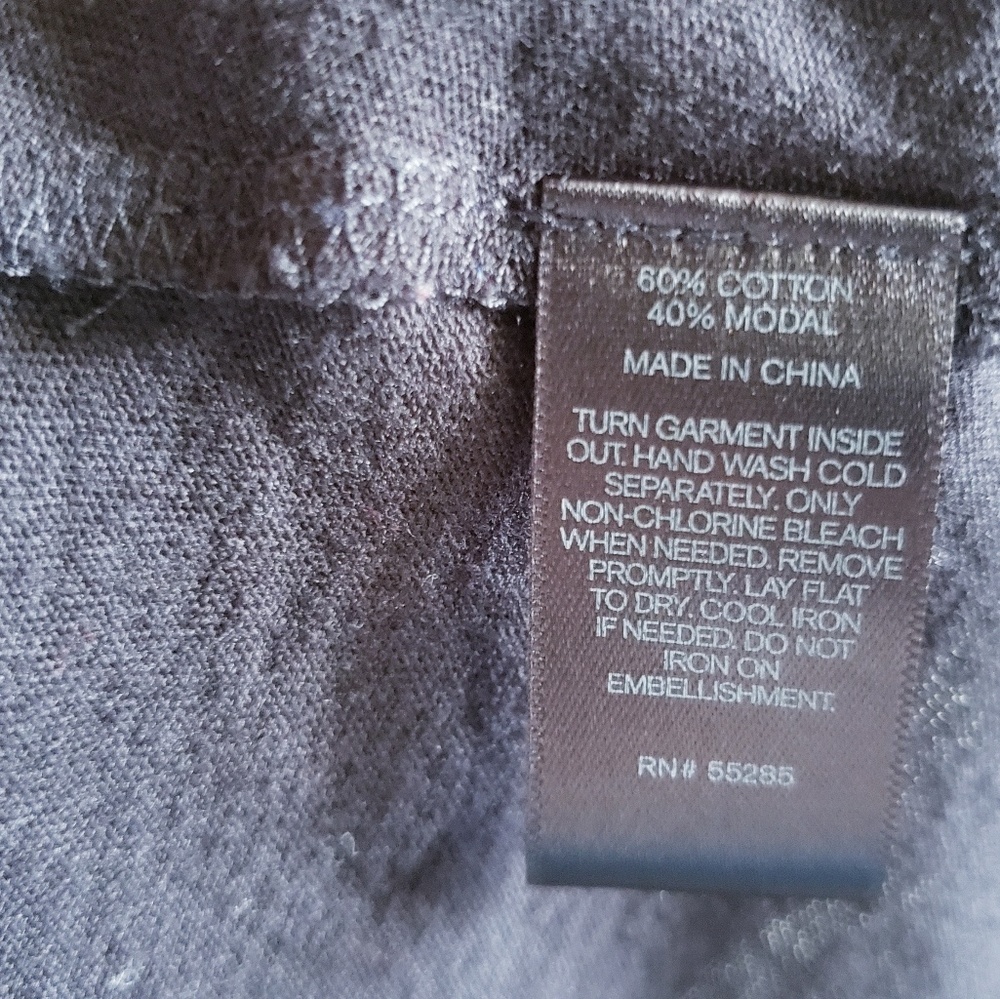 60% COTTON
40% MODAL
MADE IN CHINA
TURN GARMENT INSIDE
OUT. HAND WASH COLD
SEPARATELY. ONLY
NON-CHLORINE BLEACH
WHEN NEEDED. REMOVE
PROMPTLY. LAY FLAT
TO DRY. COOL IRON
IF NEEDED. DO NOT
IRON ON
EMBELLISHMENT.
RN# 55285